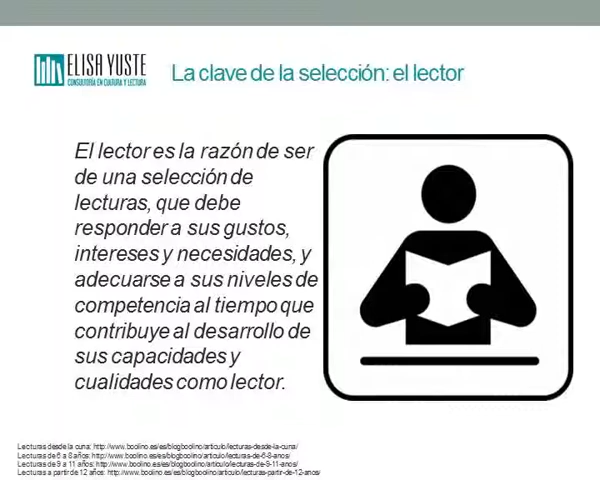 ELISA YUSTE
CONSULTORÍA EN CULTURA Y LECTURA
La clave de la selección: el lector
El lector es la razón de ser
de una selección de
lecturas, que debe
responder a sus gustos,
intereses y necesidades, y
adecuarse a sus niveles de
competencia al tiempo que
contribuye al desarrollo de
sus capacidades y
cualidades como lector.
Lecturas desde la cuna: http://www.boolino.es/es/blogboolino/articulo/lecturas-desde-la-cuna/
Lecturas de 6 a 8 años: http://www.boolino.es/es/blogboolino/articulo/lecturas-de-6-8-anos/
Lecturas de 9 a 11 años: http://www.boolino.es/es/blogboolino/articulo/lecturas-de-9-11-anos/
Lecturas a partir de 12 años: http://www.boolino.es/es/blogboolino/articulo/lecturas-partir-de-12-anos/